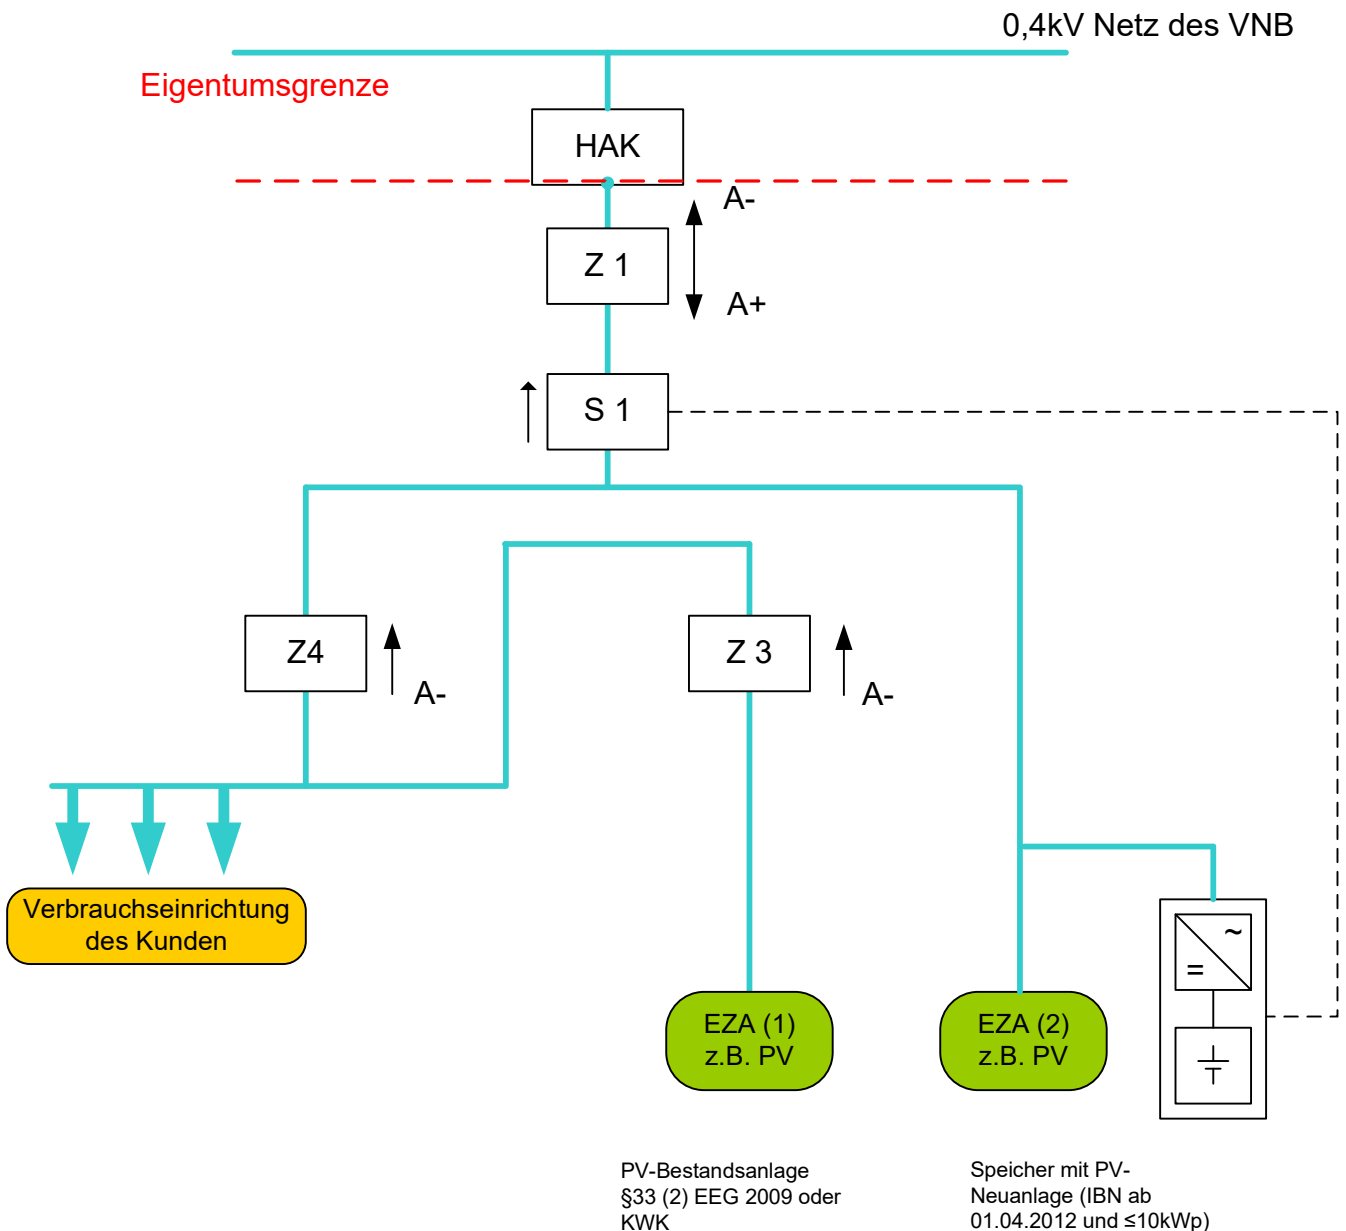 0,4kV Netz des VNB
Eigentumsgrenze
HAK
A-
Z 1
A+
S 1
Z4
A-
Z 3
A-
Verbrauchseinrichtung
des Kunden
~
=
EZA (1)
z.B. PV
EZA (2)
z.B. PV
PV-Bestandsanlage
§33 (2) EEG 2009 oder
KWK
Speicher mit PV-
Neuanlage (IBN ab
01.04.2012 und ≤10kWp)